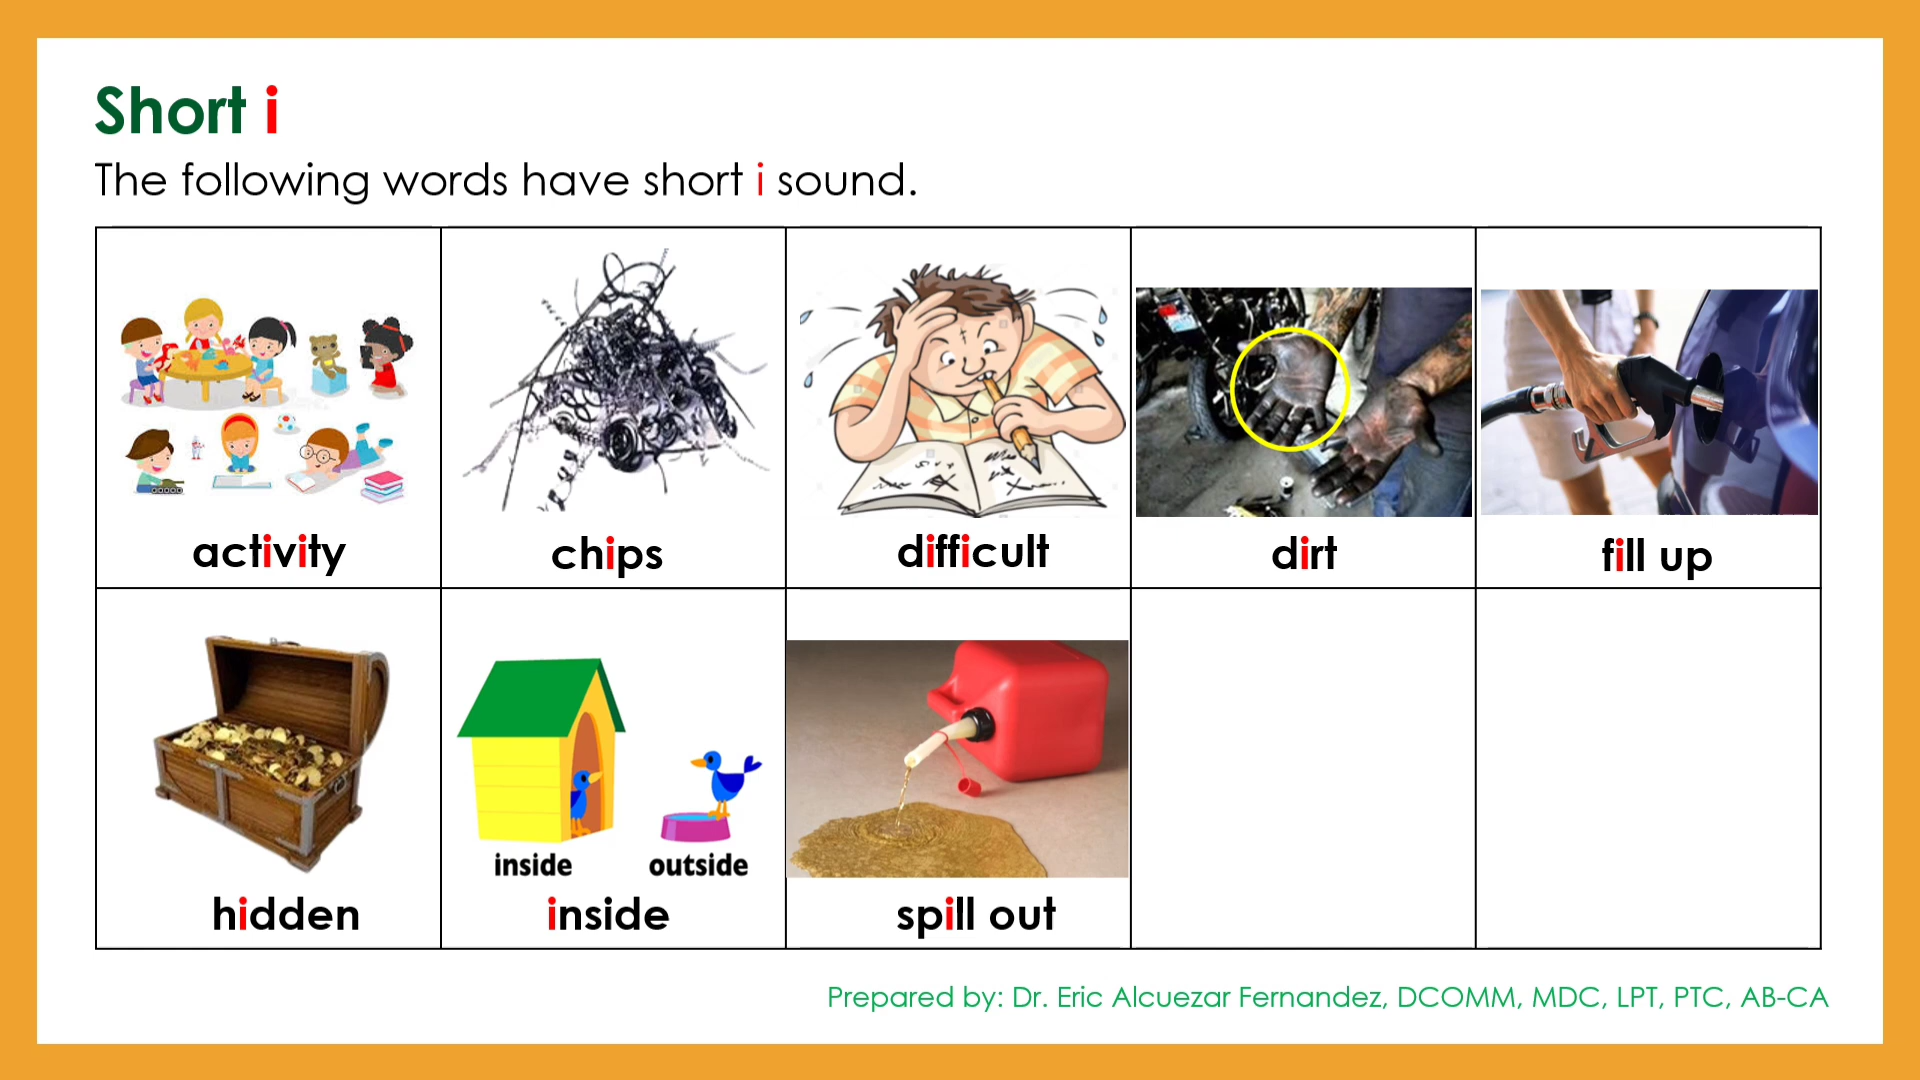 Short i
The following words have short i sound.
activity
chips
difficult
dirt
fill up
inside
outside
hidden
inside
spill out
Prepared by: Dr. Eric Alcuezar Fernandez, DCOMM, MDC, LPT, PTC, AB-CA